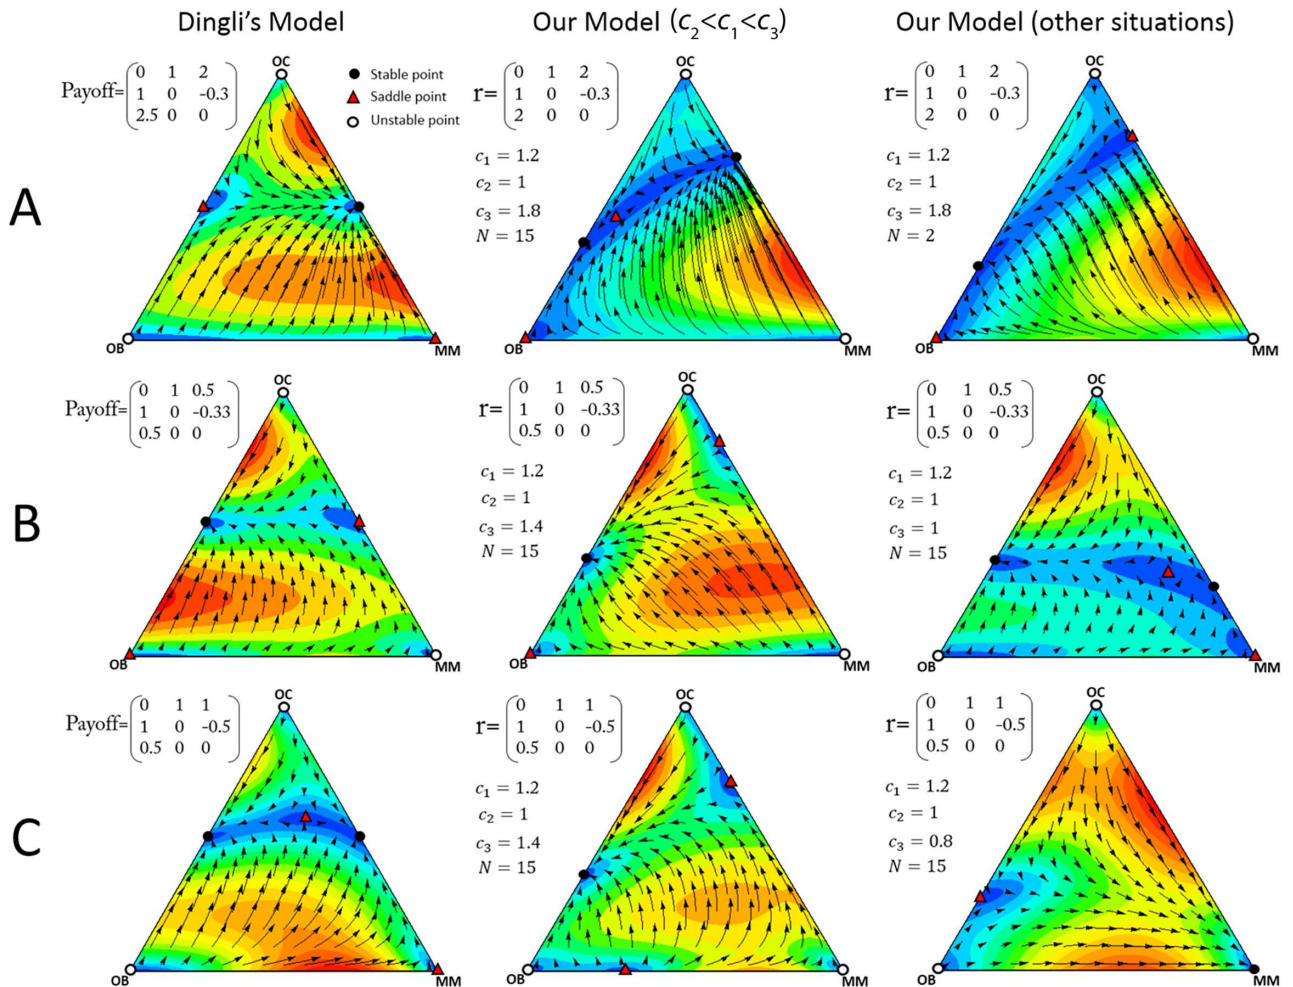 Dingli’s Model
Our Model (c2<c1<c3)
Our Model (other situations)
A
Payoff= 0 1 2
1 0 -0.3
2.5 0 0
Stable point
Saddle point
Unstable point
OC
OB
MM
r= 0 1 2
1 0 -0.3
2 0 0
c1 = 1.2
c2 = 1
c3 = 1.8
N = 15
OC
OB
MM
r= 0 1 2
1 0 -0.3
2 0 0
c1 = 1.2
c2 = 1
c3 = 1.8
N = 2
OC
OB
MM
B
Payoff= 0 1 0.5
1 0 -0.33
0.5 0 0
OC
OB
MM
r= 0 1 0.5
1 0 -0.33
0.5 0 0
c1 = 1.2
c2 = 1
c3 = 1.4
N = 15
OC
OB
MM
r= 0 1 0.5
1 0 -0.33
0.5 0 0
c1 = 1.2
c2 = 1
c3 = 1
N = 15
OC
OB
MM
C
Payoff= 0 1 1
1 0 -0.5
0.5 0 0
OC
OB
MM
r= 0 1 1
1 0 -0.5
0.5 0 0
c1 = 1.2
c2 = 1
c3 = 1.4
N = 15
OC
OB
MM
r= 0 1 1
1 0 -0.5
0.5 0 0
c1 = 1.2
c2 = 1
c3 = 0.8
N = 15
OC
OB
MM